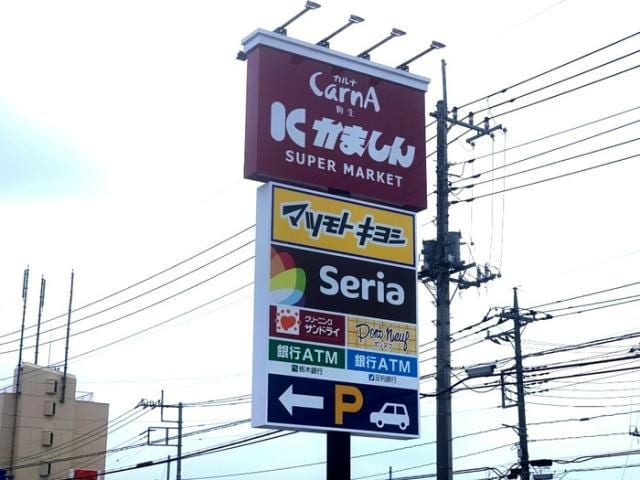 カルナ
CarnA
駒生
K かましん
SUPER MARKET
マツモトキヨシ
Seria
クリーニング
サンドライ
Pont Neuf
ポンヌフ
銀行ATM
栃木銀行
銀行ATM
足利銀行
P